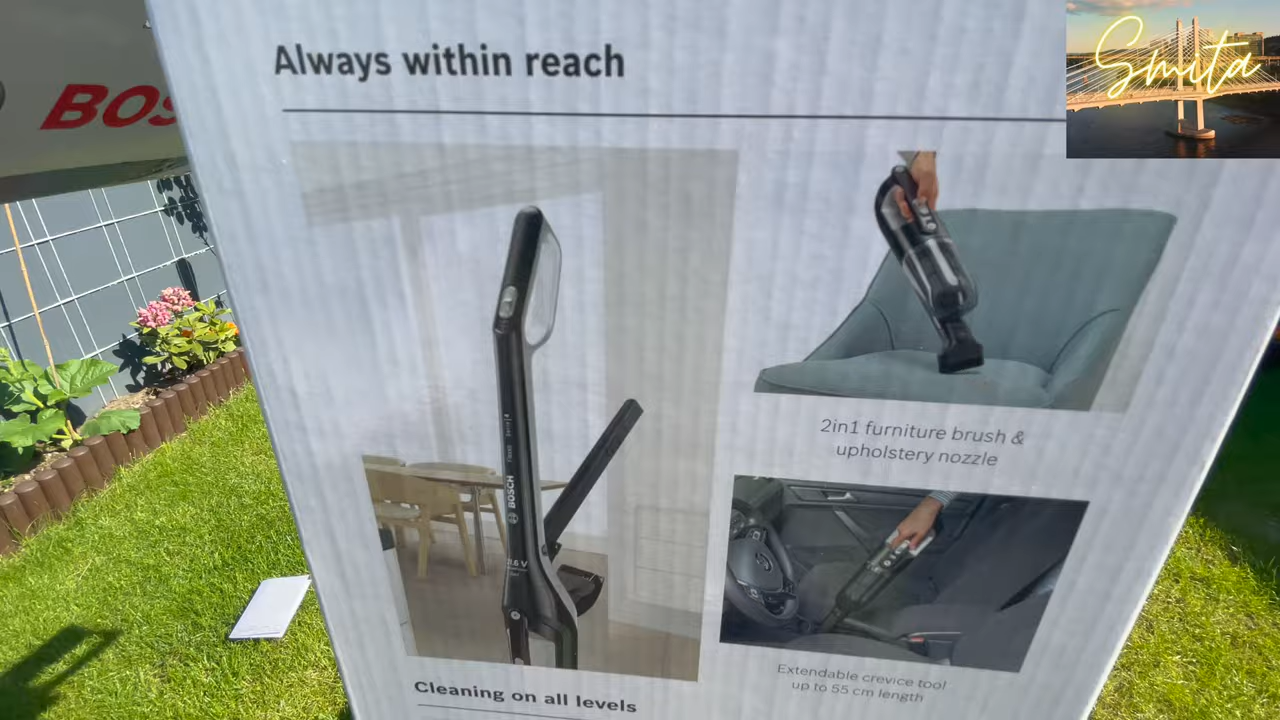 Always within reach
Smita
BOS
BOSCH
2in1 furniture brush &
upholstery nozzle
Extendable crevice tool
up to 55 cm length
Cleaning on all levels